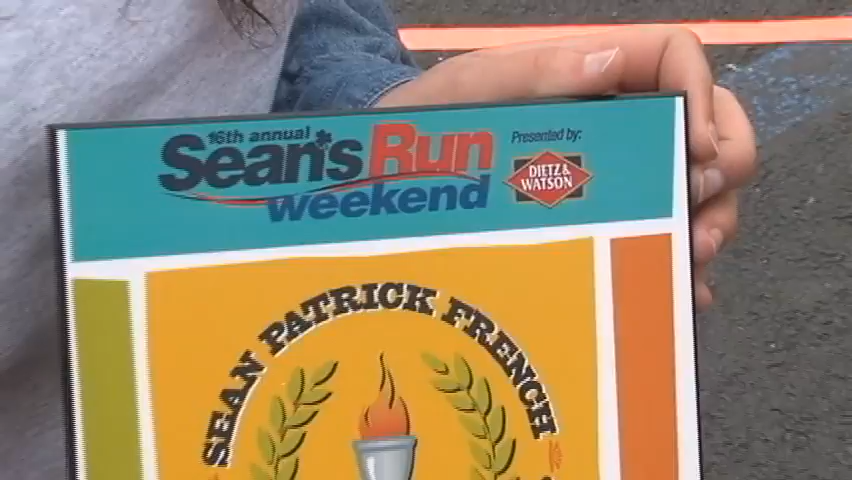 16th annual
Sean's Run
weekend
Presented by:
DIETZ &
WATSON
SEAN PATRICK FRENCH